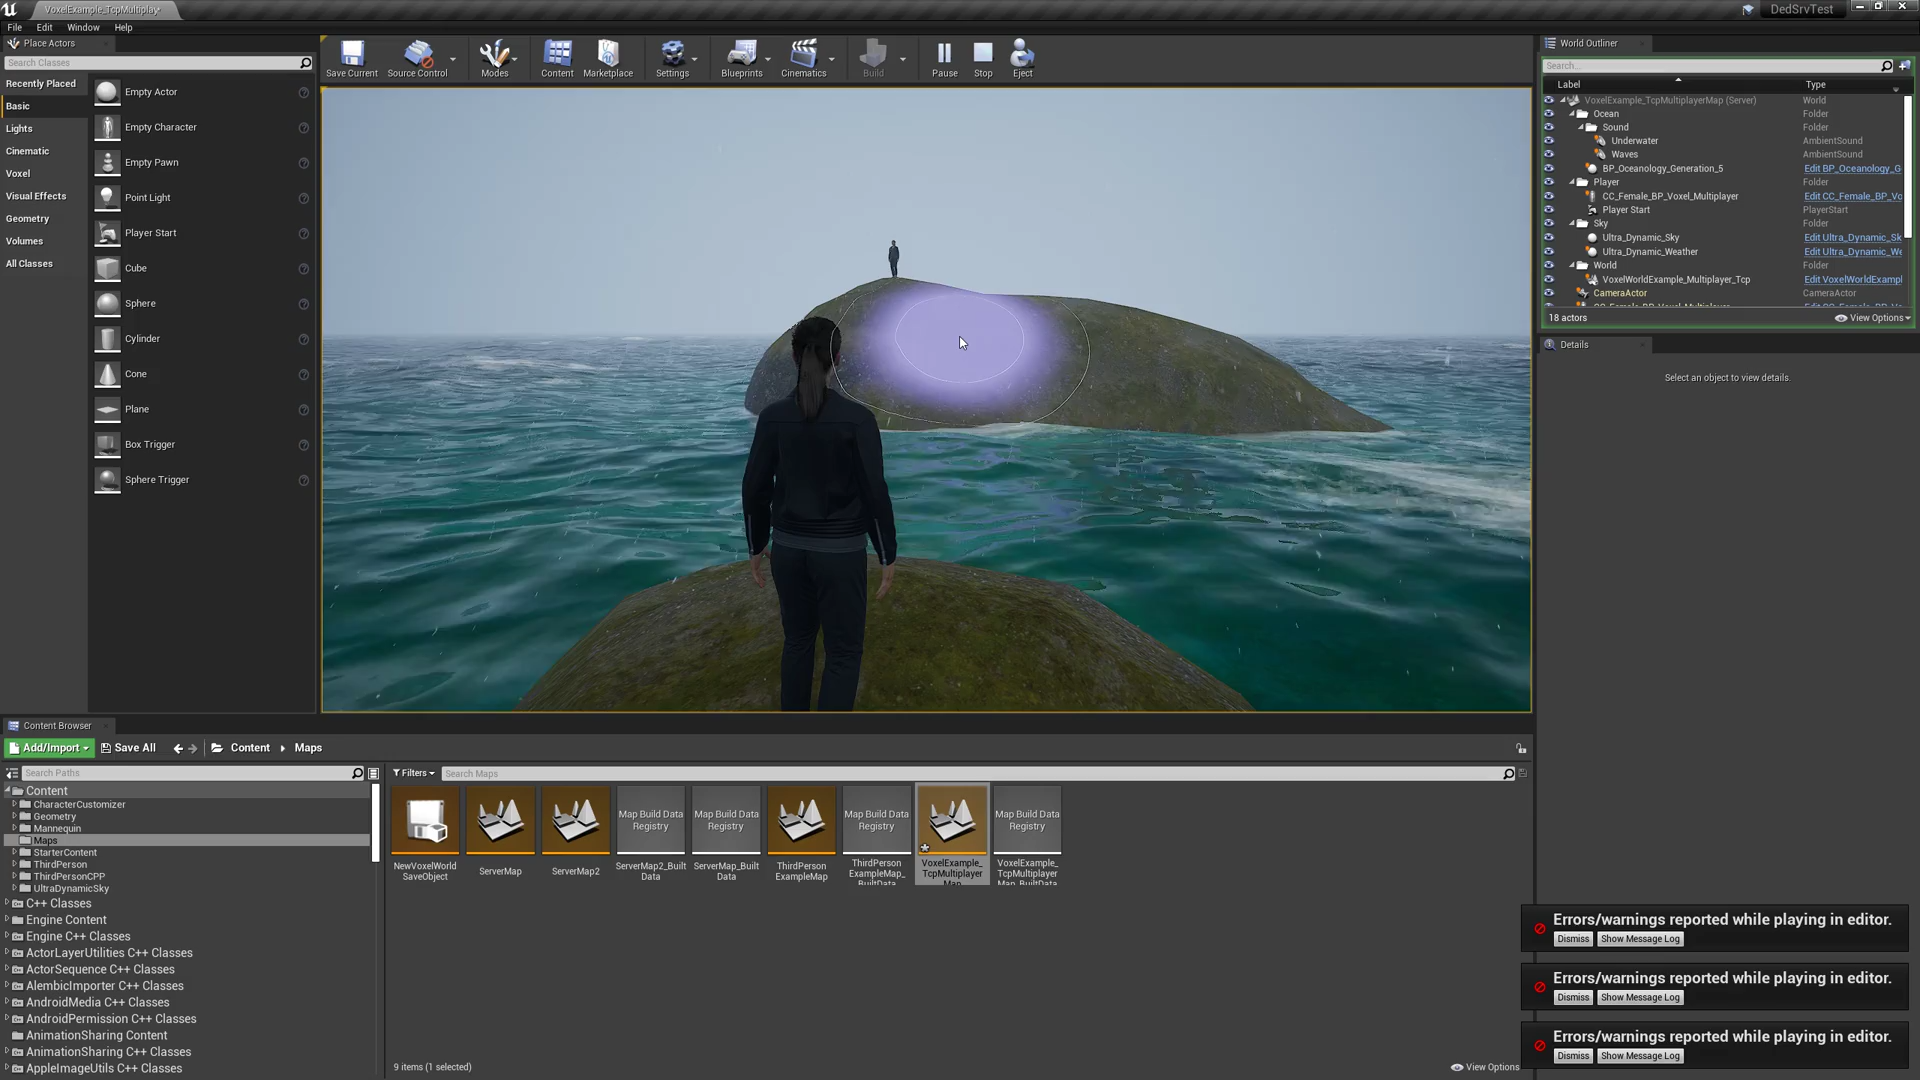 VoxelExample_TcpMultiplay
DedSrvTest
File Edit Window Help
Place Actors
Search Classes
Recently Placed
Basic
Lights
Cinematic
Voxel
Visual Effects
Geometry
Volumes
All Classes
Empty Actor
Empty Character
Empty Pawn
Point Light
Player Start
Cube
Sphere
Cylinder
Cone
Plane
Box Trigger
Sphere Trigger
Save Current Source Control Modes Content Marketplace Settings Blueprints Cinematics Build Pause Stop Eject
World Outliner
Search...
Label Type
VoxelExample_TcpMultiplayerMap (Server) World
Ocean Folder
Sound Folder
Underwater AmbientSound
Waves AmbientSound
BP_Oceanology_Generation_5 Edit BP_Oceanology_G
Player Folder
CC_Female_BP_Voxel_Multiplayer Edit CC_Female_BP_Vo
Player Start PlayerStart
Sky Folder
Ultra_Dynamic_Sky Edit Ultra_Dynamic_Sk
Ultra_Dynamic_Weather Edit Ultra_Dynamic_We
World Folder
VoxelWorldExample_Multiplayer_Tcp Edit VoxelWorldExampl
CameraActor CameraActor
18 actors View Options
Details
Select an object to view details.
Content Browser
Add/Import Save All Content Maps
Search Paths
Content
CharacterCustomizer
Geometry
Mannequin
Maps
StarterContent
ThirdPerson
ThirdPersonCPP
UltraDynamicSky
C++ Classes
Engine Content
Engine C++ Classes
ActorLayerUtilities C++ Classes
ActorSequence C++ Classes
AlembicImporter C++ Classes
AndroidMedia C++ Classes
AndroidPermission C++ Classes
AnimationSharing Content
AnimationSharing C++ Classes
AppleImageUtils C++ Classes
Filters Search Maps
Map Build Data
Registry
Map Build Data
Registry
Map Build Data
Registry
Map Build Data
Registry
NewVoxelWorld
SaveObject
ServerMap
ServerMap2
ServerMap2_Built
Data
ServerMap_Built
Data
ThirdPerson
ExampleMap
ThirdPerson
ExampleMap_
BuiltData
VoxelExample_
TcpMultiplayer
Map
VoxelExample_
TcpMultiplayer
Map_BuiltData
9 items (1 selected)
View Options
Errors/warnings reported while playing in editor.
Dismiss Show Message Log
Errors/warnings reported while playing in editor.
Dismiss Show Message Log
Errors/warnings reported while playing in editor.
Dismiss Show Message Log